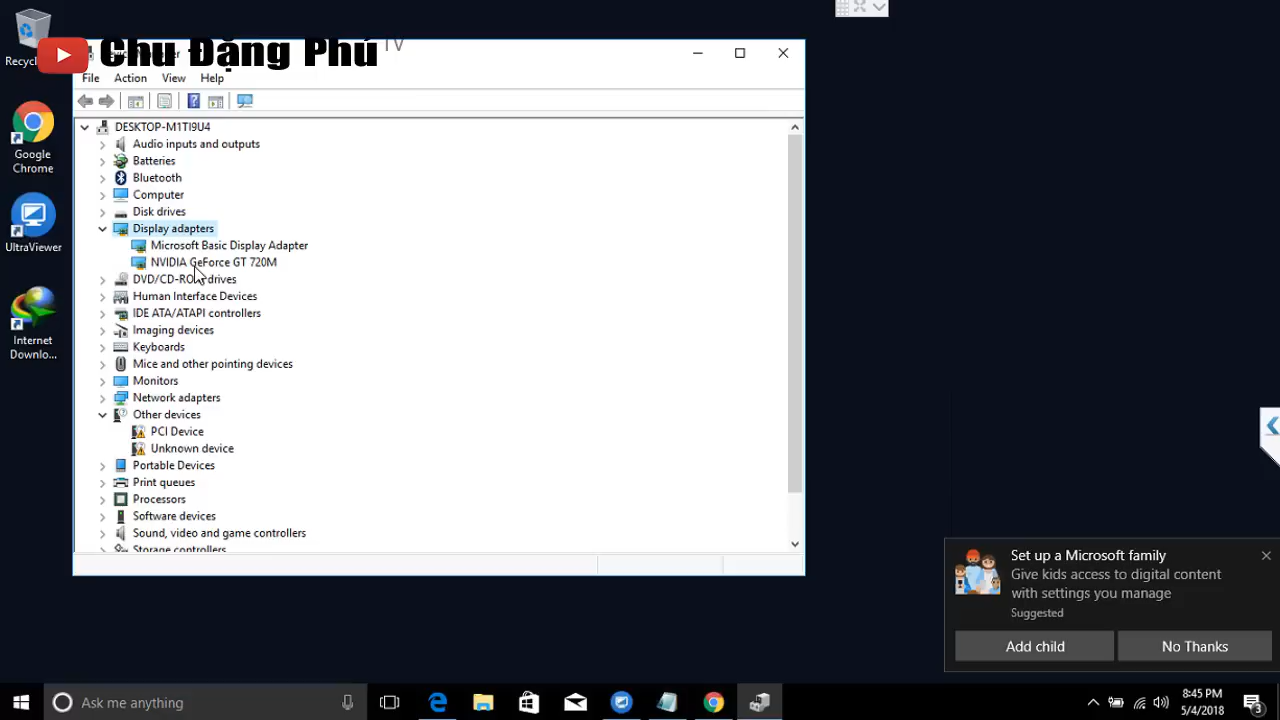 Recyc
Chu Đặng Phú TV
File Action View Help
DESKTOP-M1TI9U4
Audio inputs and outputs
Batteries
Bluetooth
Computer
Disk drives
Display adapters
Microsoft Basic Display Adapter
NVIDIA GeForce GT 720M
DVD/CD-ROM drives
Human Interface Devices
IDE ATA/ATAPI controllers
Imaging devices
Keyboards
Mice and other pointing devices
Monitors
Network adapters
Other devices
PCI Device
Unknown device
Portable Devices
Print queues
Processors
Software devices
Sound, video and game controllers
Storage controllers
Google
Chrome
UltraViewer
Internet
Downlo...
Set up a Microsoft family
Give kids access to digital content
with settings you manage
Suggested
Add child
No Thanks
Ask me anything
8:45 PM
5/4/2018
3